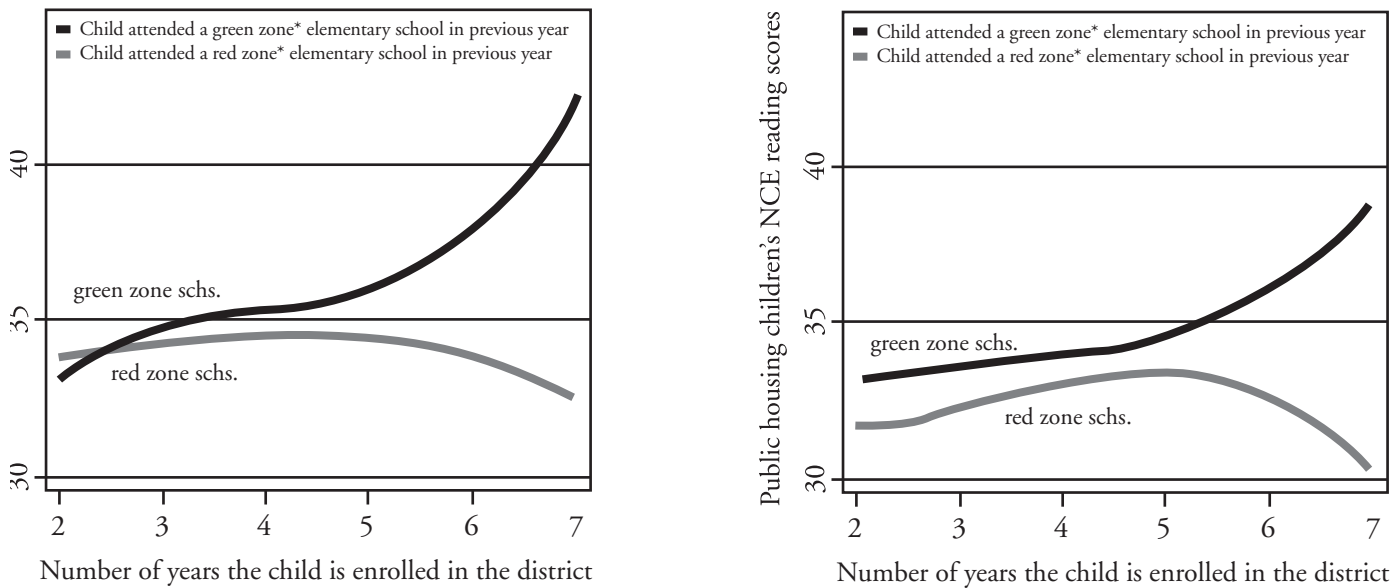 Child attended a green zone* elementary school in previous year
Child attended a red zone* elementary school in previous year
40
35
30
green zone schs.
red zone schs.
2 3 4 5 6 7
Number of years the child is enrolled in the district
Public housing children's NCE reading scores
Child attended a green zone* elementary school in previous year
Child attended a red zone* elementary school in previous year
40
35
30
green zone schs.
red zone schs.
2 3 4 5 6 7
Number of years the child is enrolled in the district